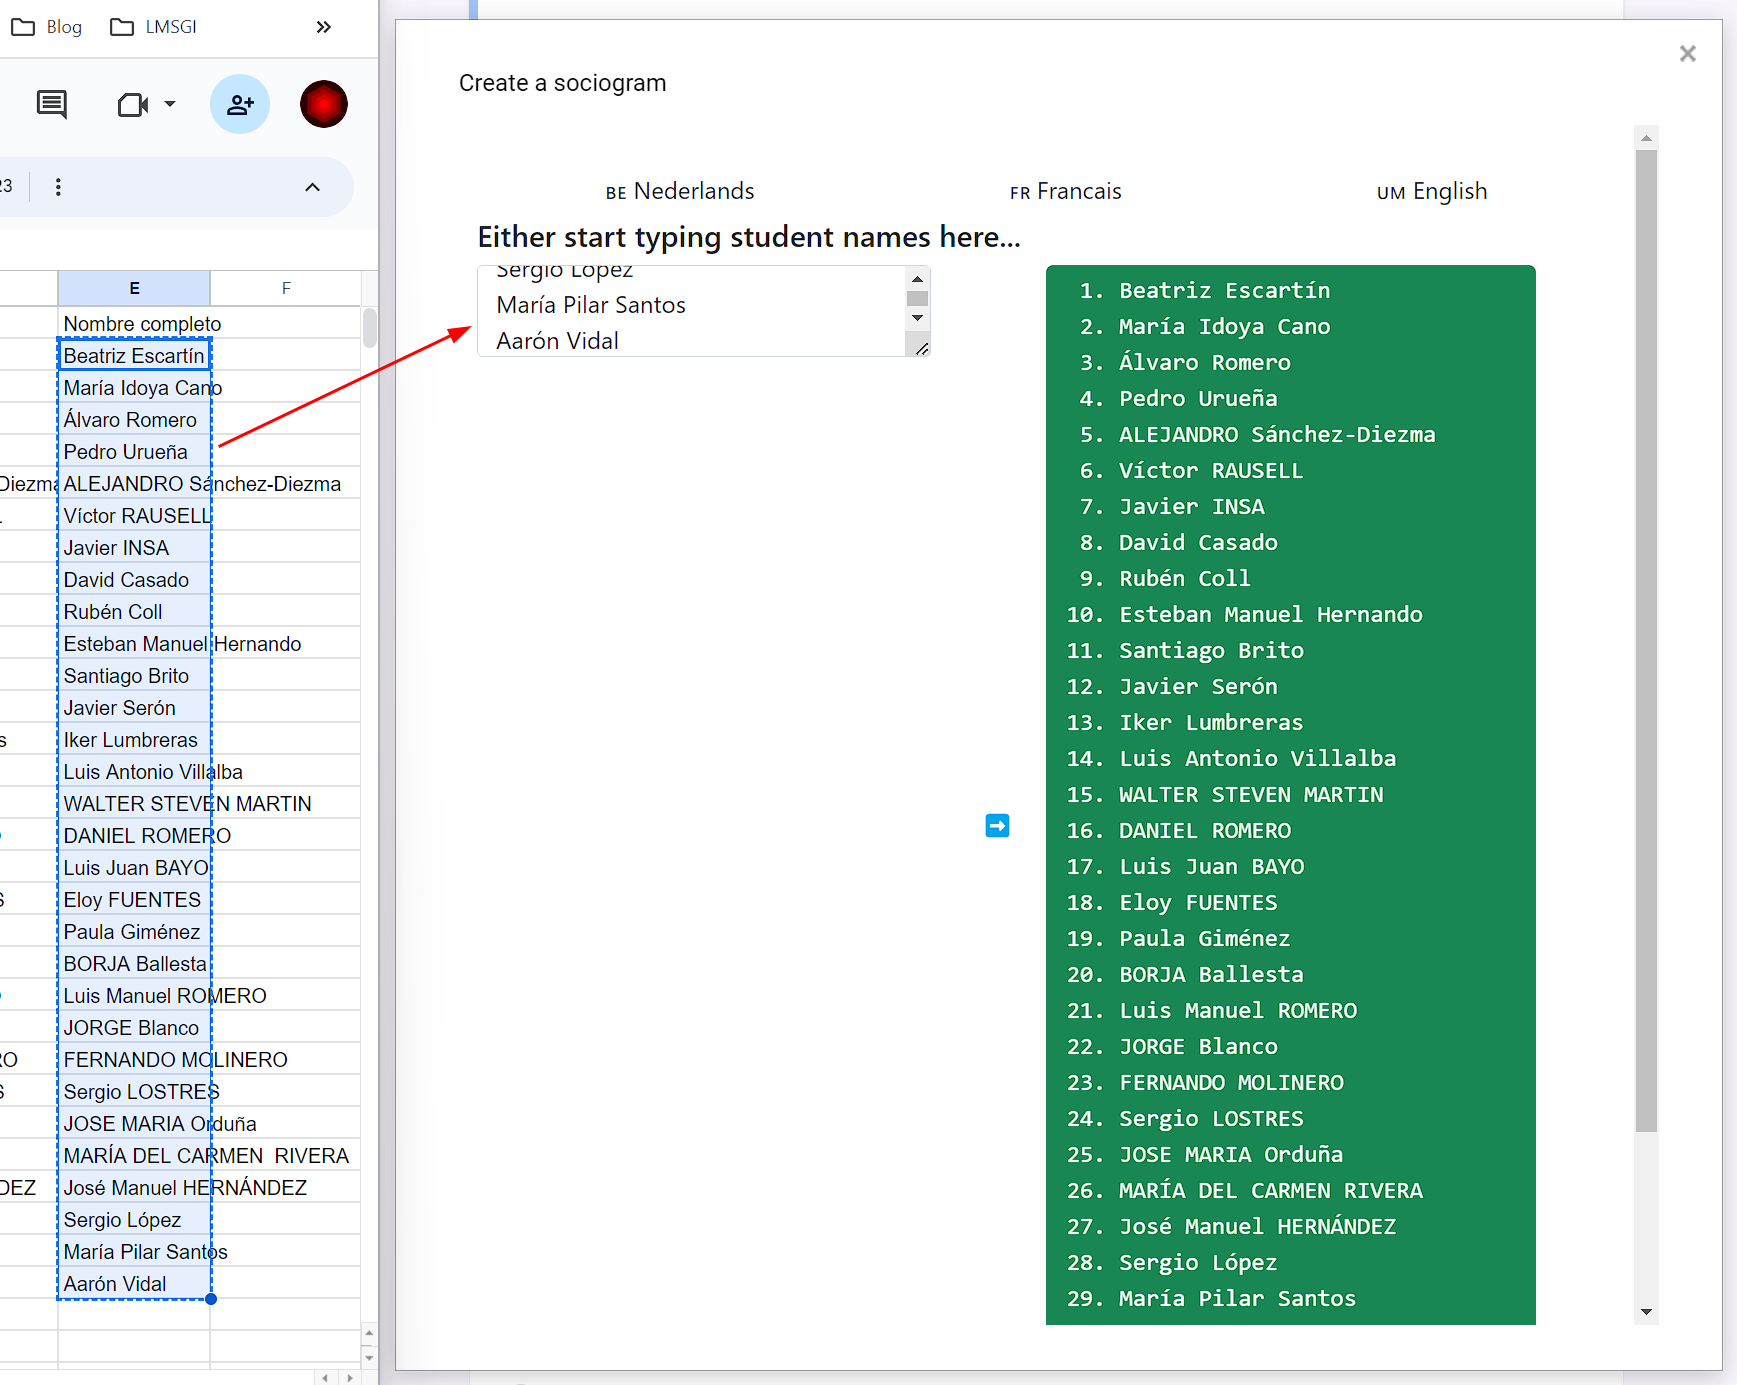 Blog
LMSGI
»
23
E
F
Nombre completo
Beatriz Escartín
María Idoya Cano
Álvaro Romero
Pedro Urueña
Diezma
ALEJANDRO Sánchez-Diezma
Víctor RAUSELL
Javier INSA
David Casado
Rubén Coll
Esteban Manuel Hernando
Santiago Brito
Javier Serón
s
Iker Lumbreras
Luis Antonio Villalba
WALTER STEVEN MARTIN
DANIEL ROMERO
Luis Juan BAYO
S
Eloy FUENTES
Paula Giménez
BORJA Ballesta
Luis Manuel ROMERO
JORGE Blanco
RO
FERNANDO MOLINERO
S
Sergio LOSTRES
JOSE MARIA Orduña
MARÍA DEL CARMEN  RIVERA
DEZ
José Manuel HERNÁNDEZ
Sergio López
María Pilar Santos
Aarón Vidal
Create a sociogram
×
BE Nederlands
FR Francais
UM English
Either start typing student names here...
Sergio López
María Pilar Santos
Aarón Vidal
1. Beatriz Escartín
2. María Idoya Cano
3. Álvaro Romero
4. Pedro Urueña
5. ALEJANDRO Sánchez-Diezma
6. Víctor RAUSELL
7. Javier INSA
8. David Casado
9. Rubén Coll
10. Esteban Manuel Hernando
11. Santiago Brito
12. Javier Serón
13. Iker Lumbreras
14. Luis Antonio Villalba
15. WALTER STEVEN MARTIN
16. DANIEL ROMERO
17. Luis Juan BAYO
18. Eloy FUENTES
19. Paula Giménez
20. BORJA Ballesta
21. Luis Manuel ROMERO
22. JORGE Blanco
23. FERNANDO MOLINERO
24. Sergio LOSTRES
25. JOSE MARIA Orduña
26. MARÍA DEL CARMEN RIVERA
27. José Manuel HERNÁNDEZ
28. Sergio López
29. María Pilar Santos